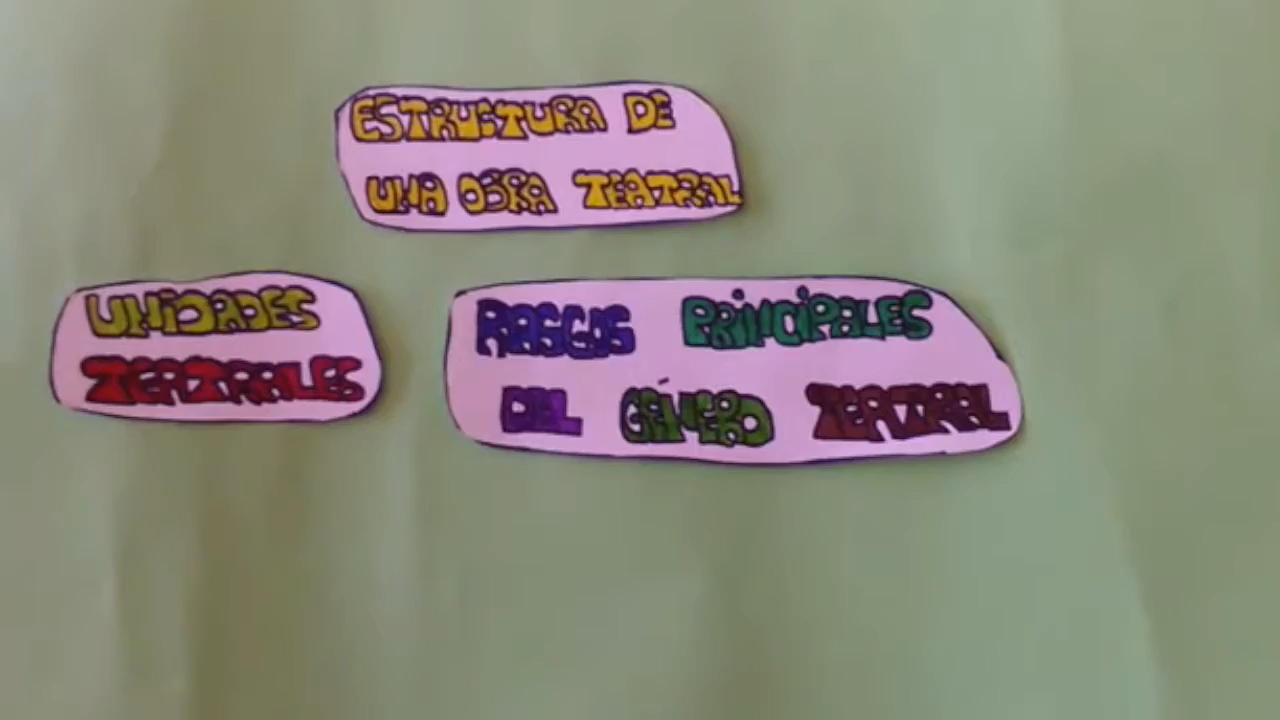 ESTRUCTURA DE
UNA OBRA TEATRAL
UNIDADES
TEATRALES
RASGOS PRINCIPALES
DEL GÉNERO TEATRAL